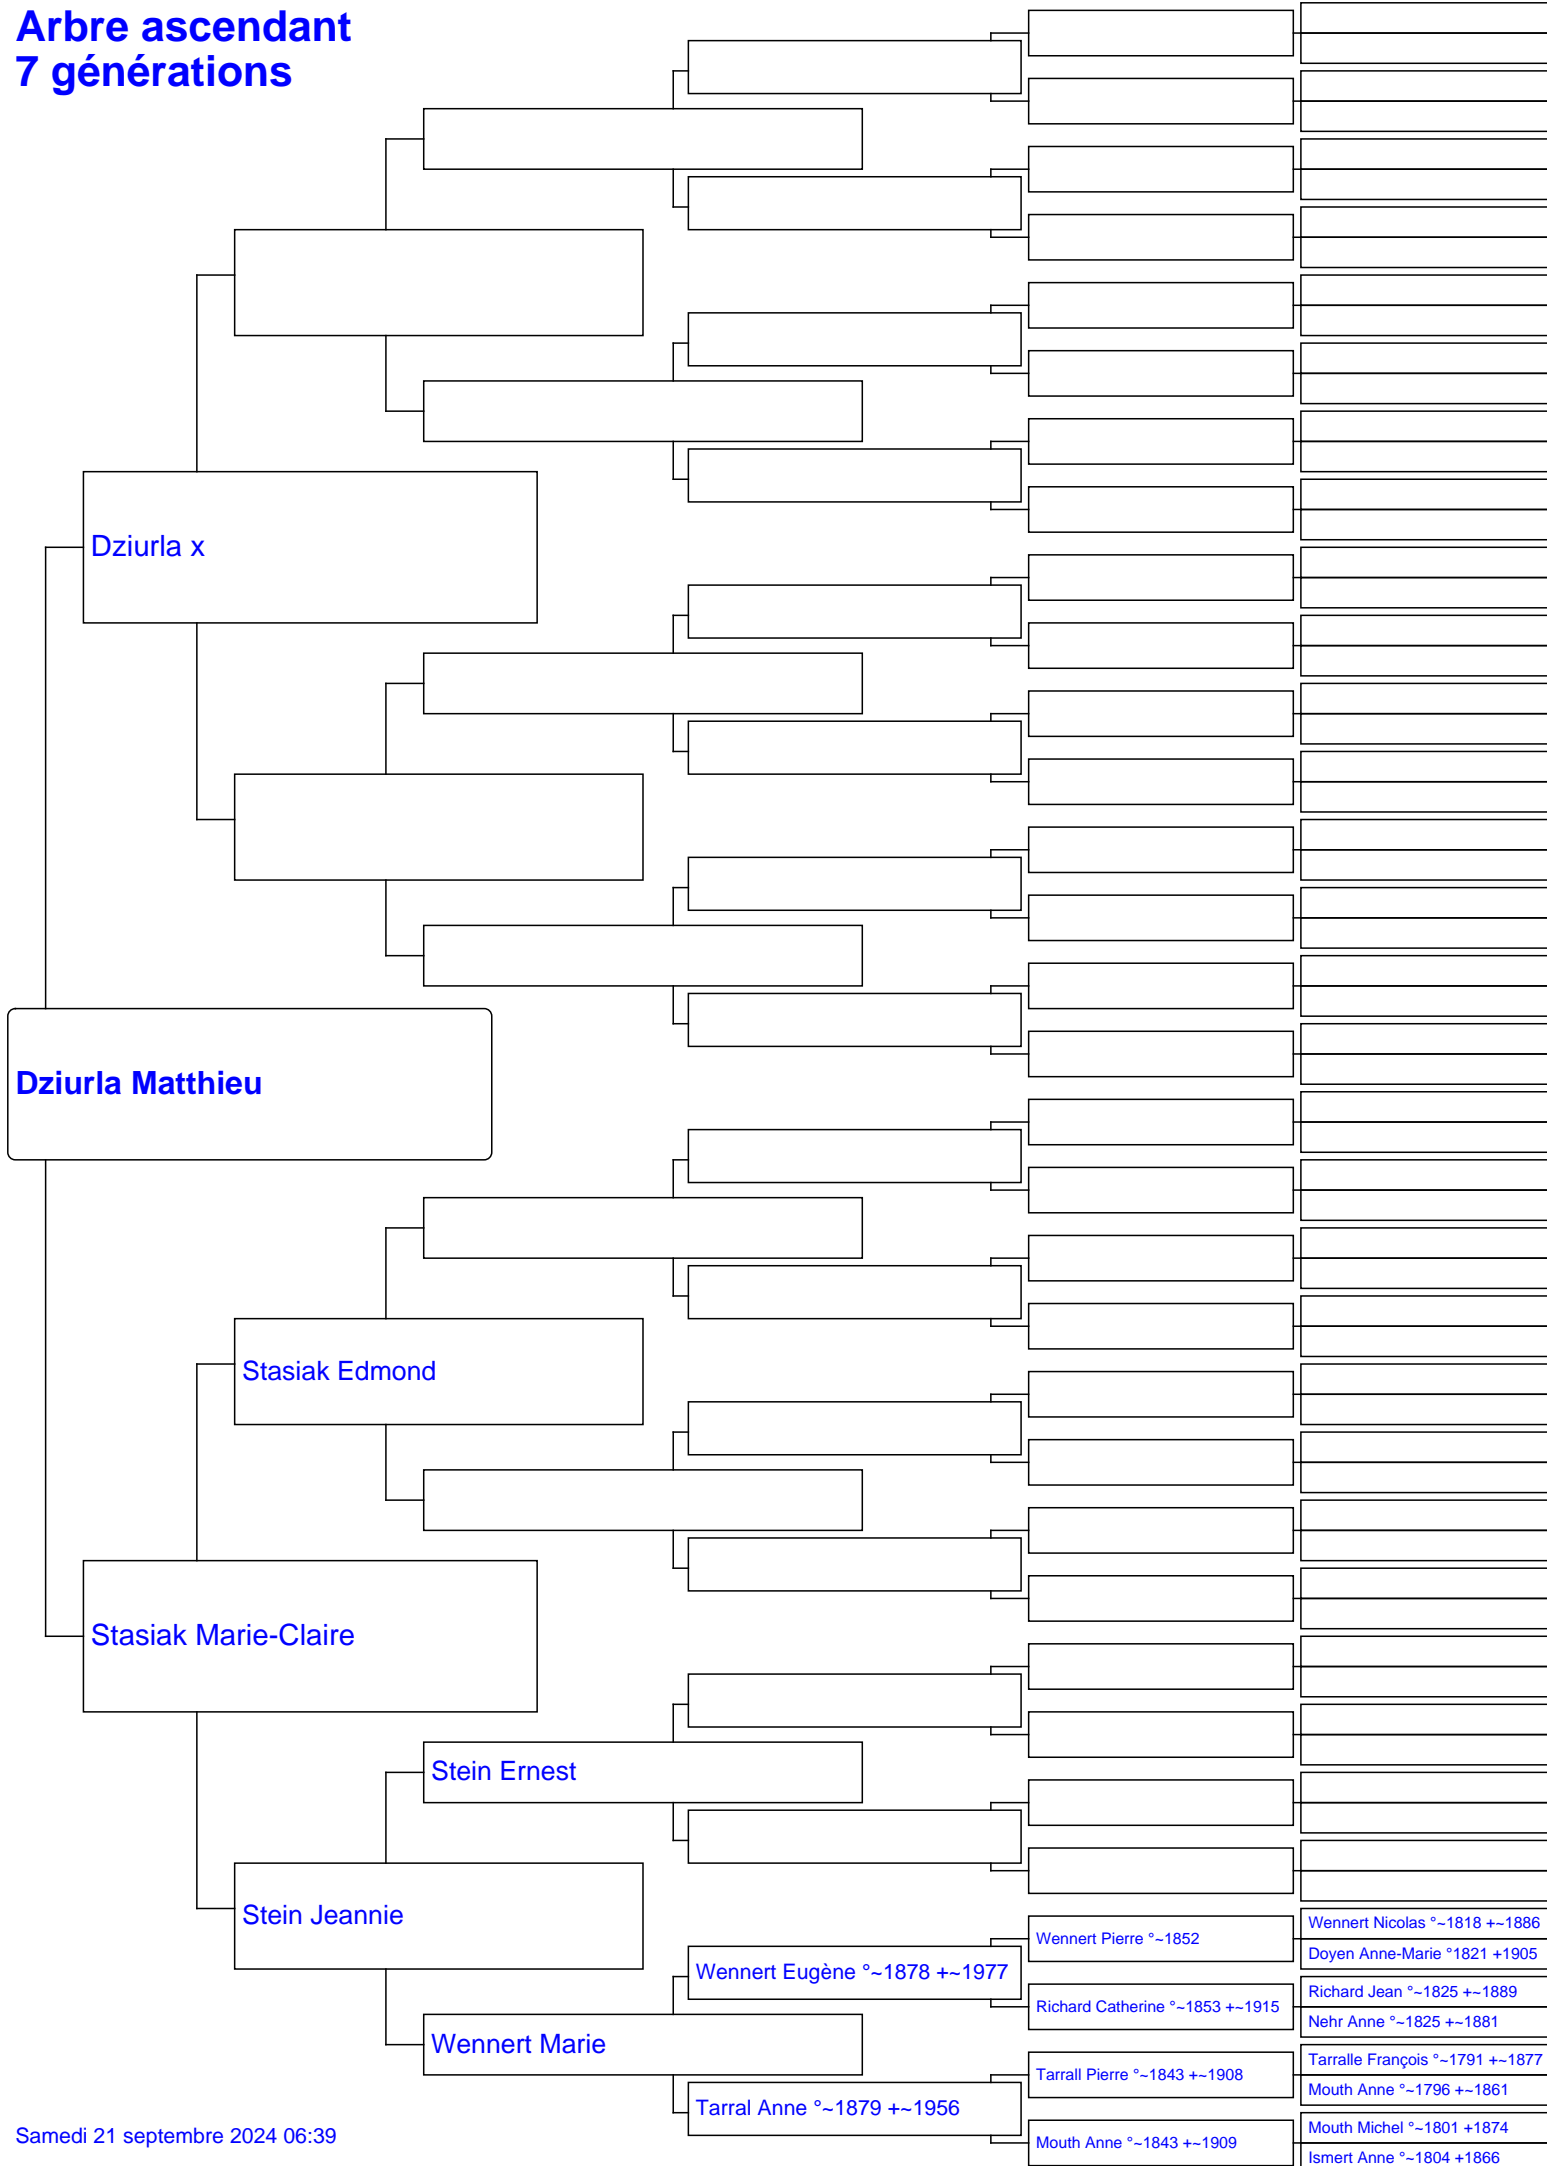 Arbre ascendant
7 générations
Dziurla x
Dziurla Matthieu
Stasiak Edmond
Stasiak Marie-Claire
Stein Ernest
Stein Jeannie
Wennert Nicolas °~1818 +~1886
Wennert Pierre °~1852
Doyen Anne-Marie °1821 +1905
Wennert Eugène °~1878 +~1977
Richard Jean °~1825 +~1889
Richard Catherine °~1853 +~1915
Nehr Anne °~1825 +~1881
Wennert Marie
Tarralle François °~1791 +~1877
Tarrall Pierre °~1843 +~1908
Mouth Anne °~1796 +~1861
Tarral Anne °~1879 +~1956
Mouth Michel °~1801 +1874
Mouth Anne °~1843 +~1909
Ismert Anne °~1804 +1866
Samedi 21 septembre 2024 06:39